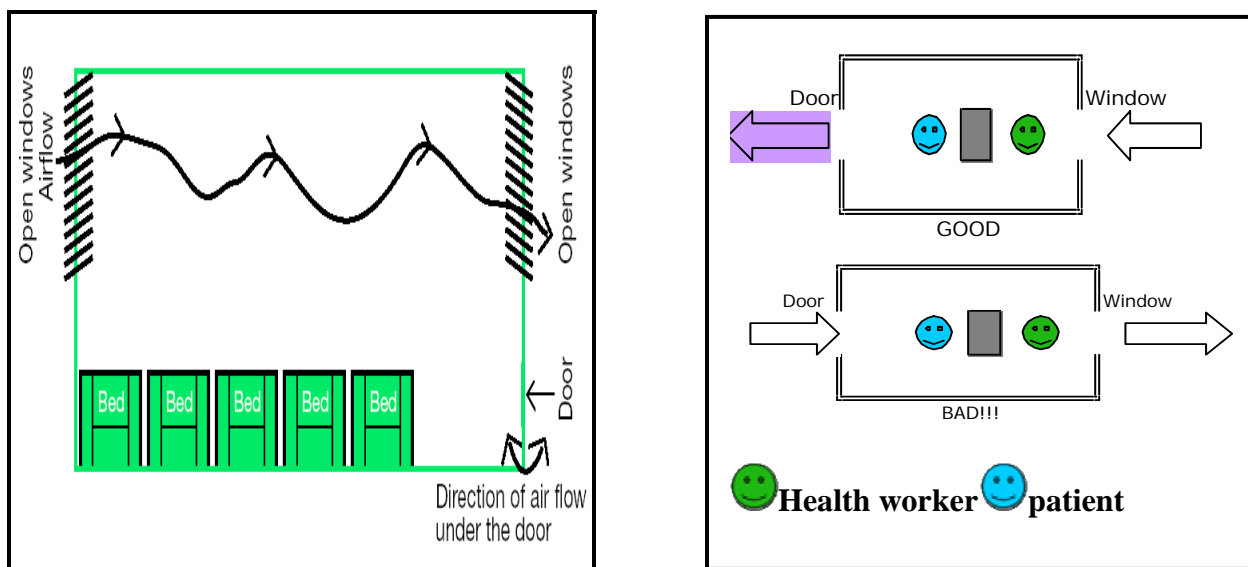 Open windows
Airflow
Open windows
Bed Bed Bed Bed Bed
Door
Direction of air flow
under the door
Door
Window
GOOD
Door
Window
BAD!!!
Health worker patient